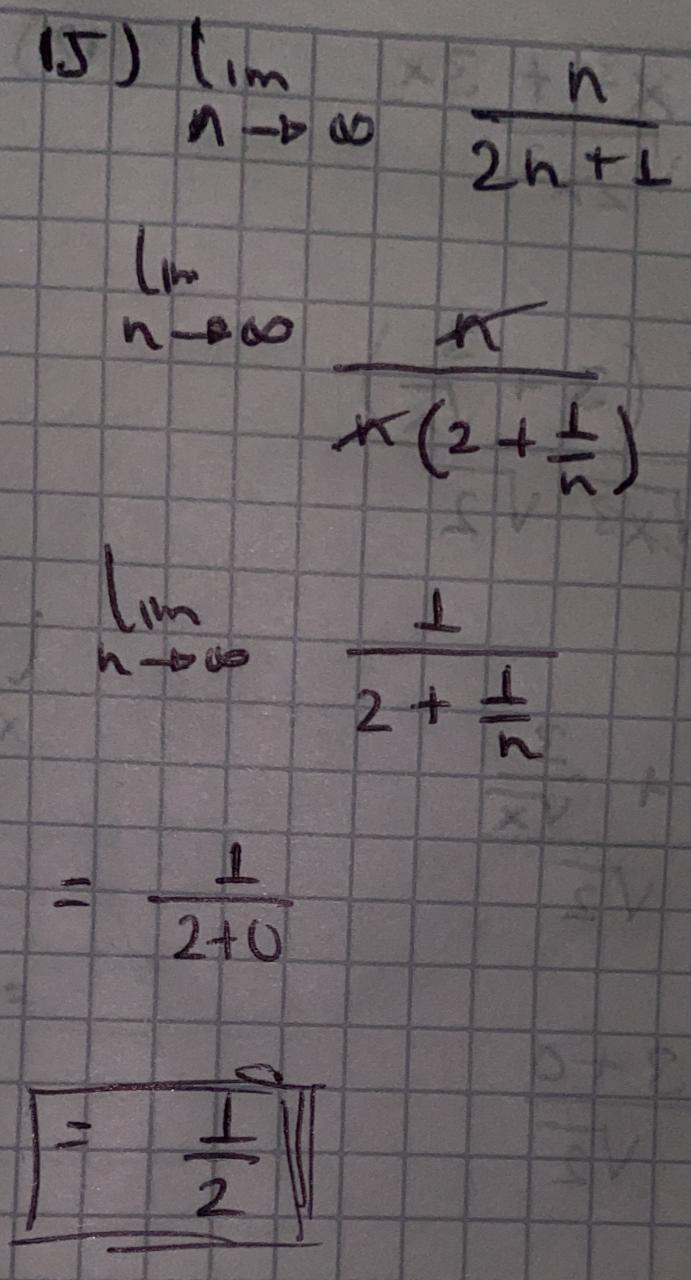 15) lim n→∞ n/(2n+1)
lim n→∞ n/(n(2+1/n))
lim n→∞ 1/(2+1/n)
= 1/(2+0)
= 1/2